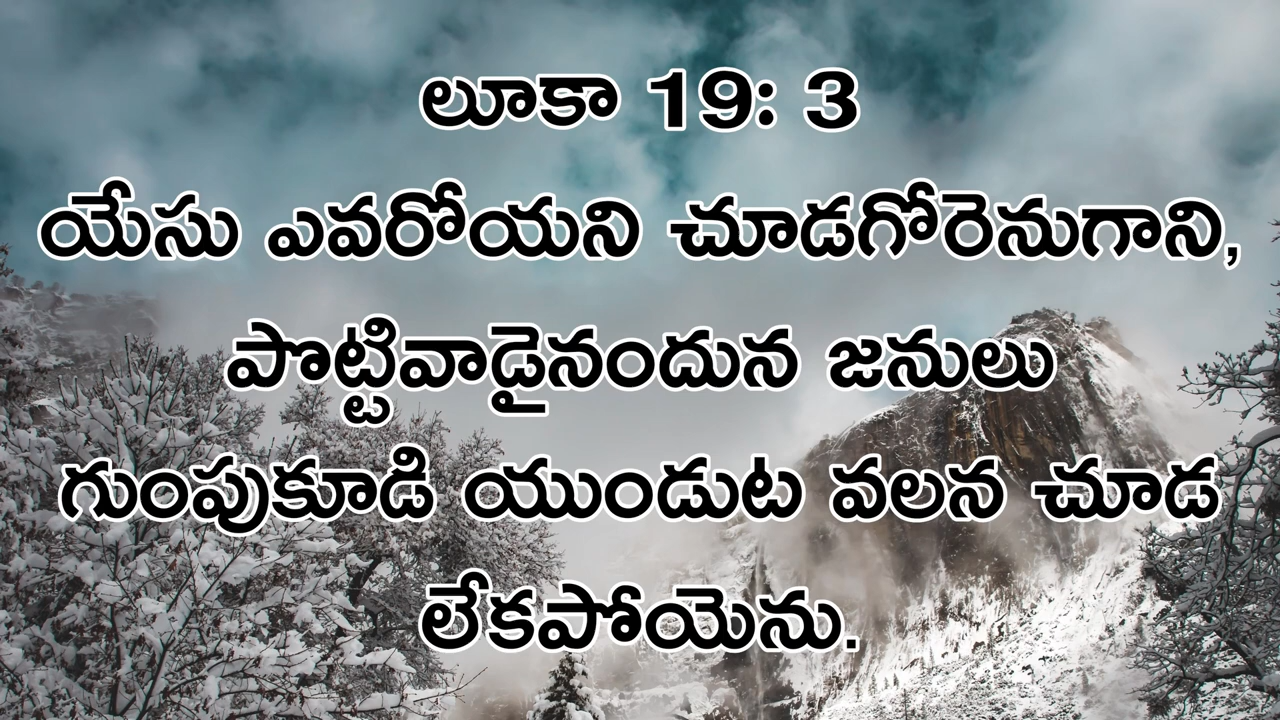 లూకా 19: 3
యేసు ఎవరోయని చూడగోరెనుగాని,
పొట్టివాడైనందున జనులు
గుంపుకూడి యుండుట వలన చూడ
లేకపోయెను.